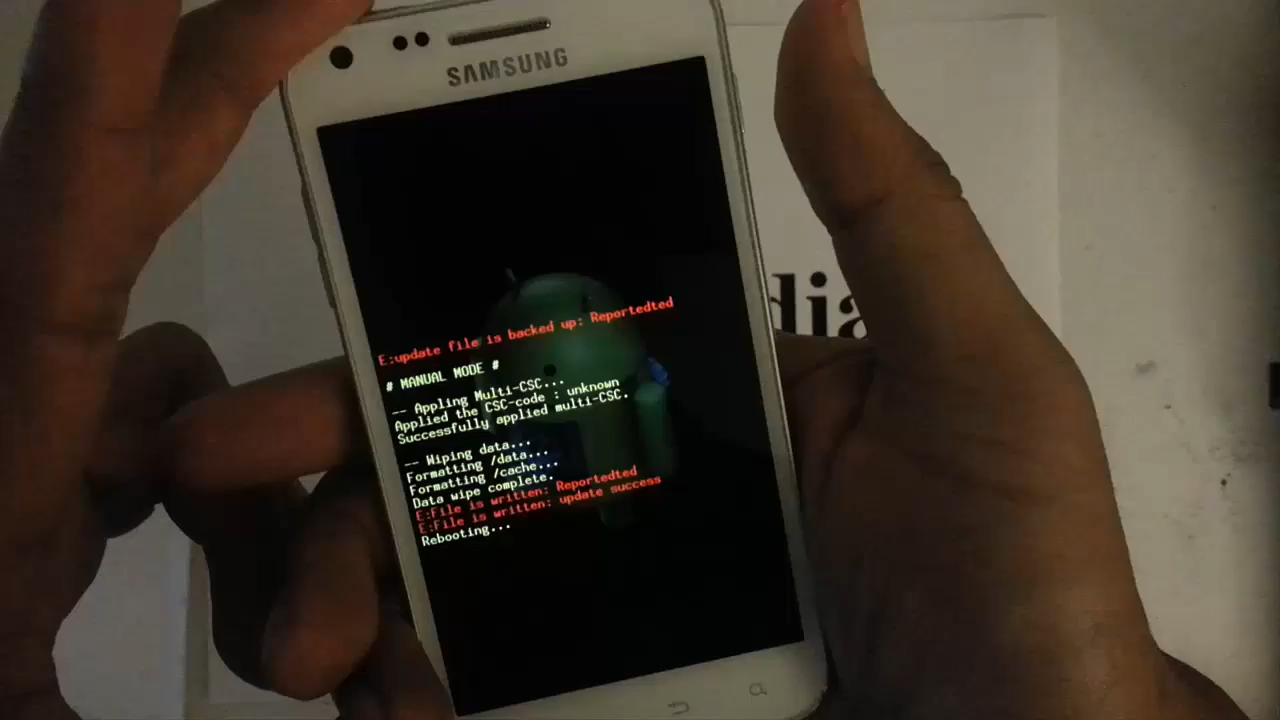 SAMSUNG
E:update file is backed up: Reportedted
# MANUAL MODE #
-- Appling Multi-CSC...
Applied the CSC-code : unknown
Successfully applied multi-CSC.
-- Wiping data...
Formatting /data...
Formatting /cache...
Data wipe complete.
E:File is written: Reportedted
E:File is written: update success
Rebooting...
dia